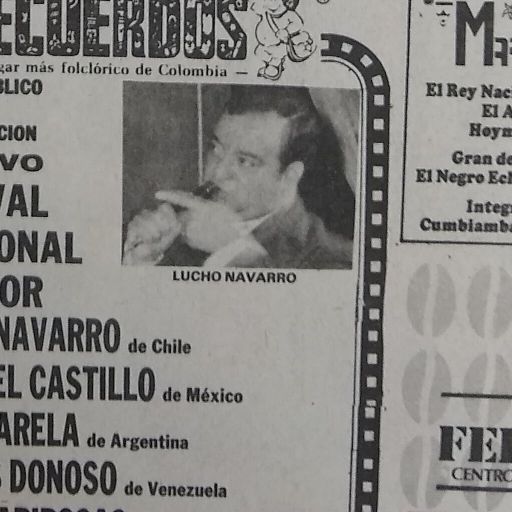 ECUERDOS
gar más folclórico de Colombia —
BLICO
CION
VO
VAL
ONAL
OR
LUCHO NAVARRO
NAVARRO de Chile
EL CASTILLO de México
ARELA de Argentina
S DONOSO de Venezuela
El Rey Naci
El A
Hoym
Gran de
El Negro Ech
Integr
Cumbiamba
FE
CENTRO